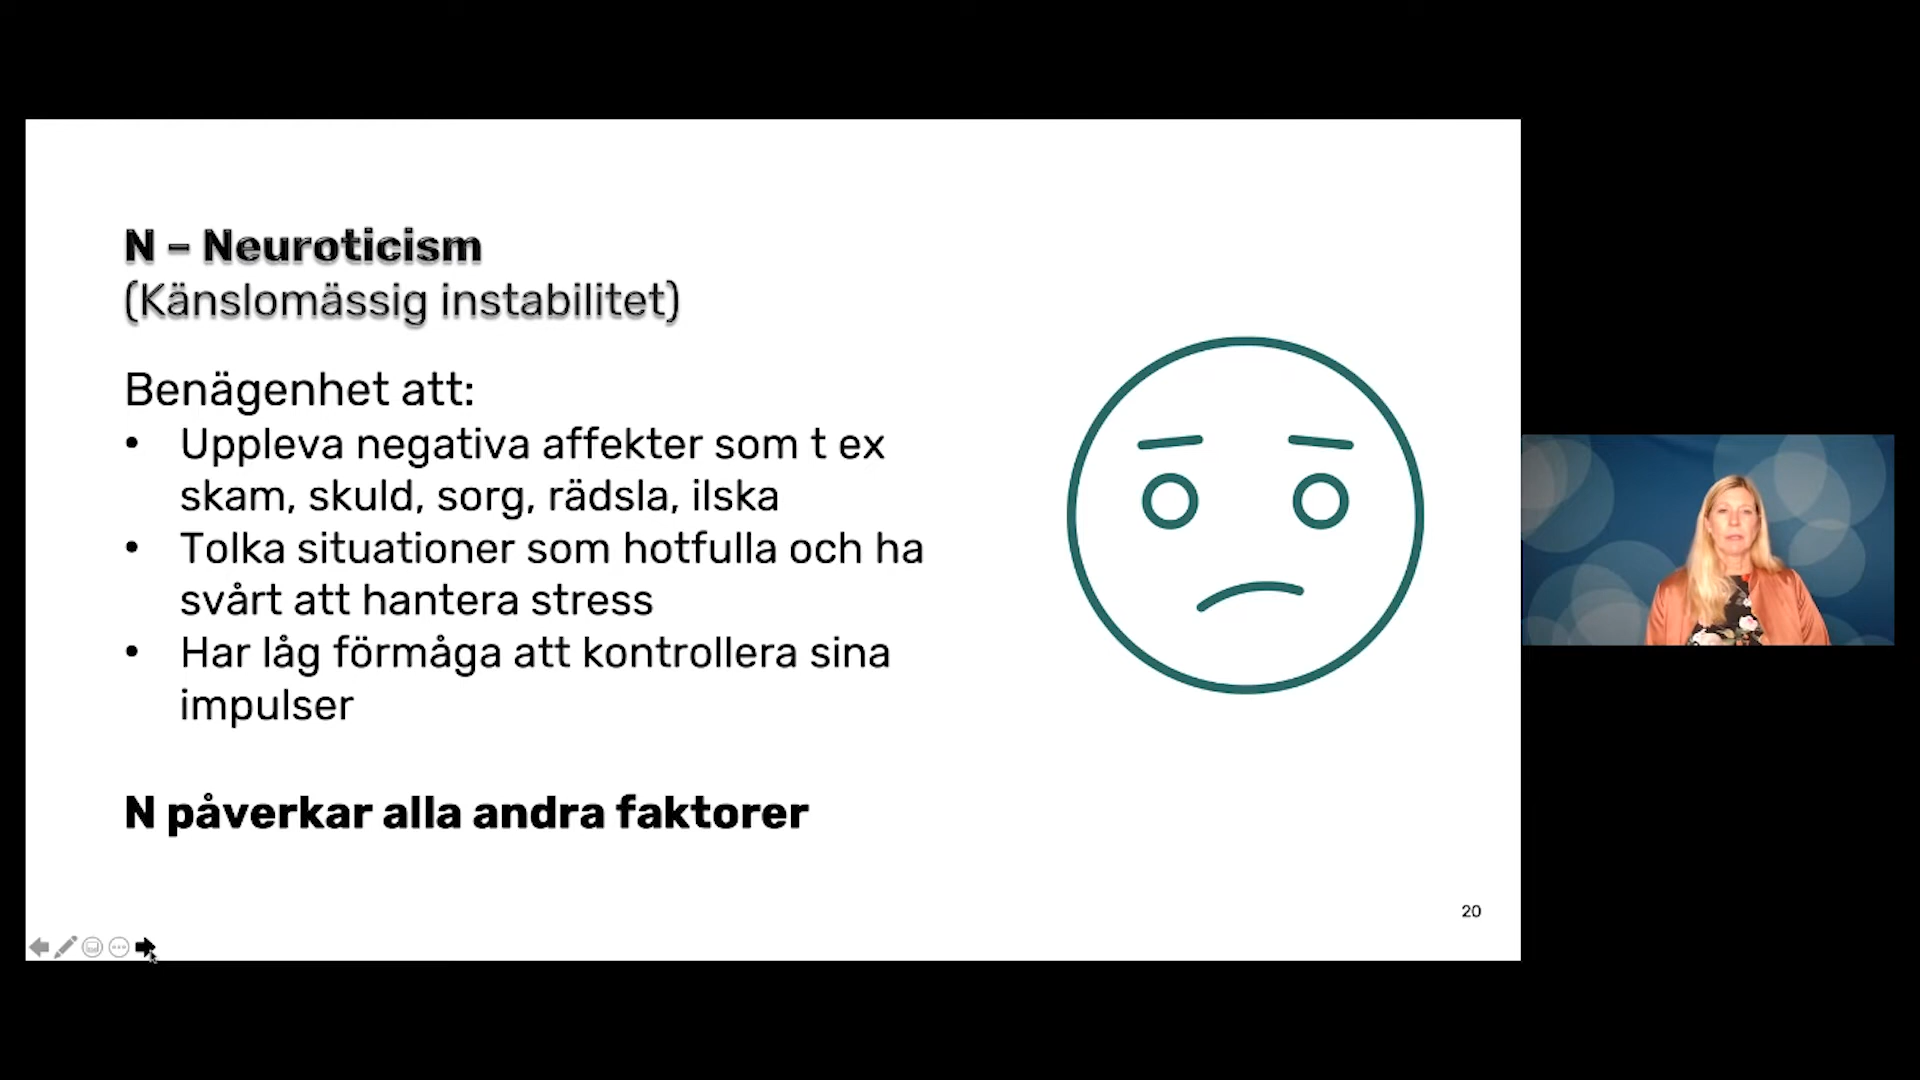 N – Neuroticism
(Känslomässig instabilitet)
Benägenhet att:
• Uppleva negativa affekter som t ex
skam, skuld, sorg, rädsla, ilska
• Tolka situationer som hotfulla och ha
svårt att hantera stress
• Har låg förmåga att kontrollera sina
impulser
N påverkar alla andra faktorer
20